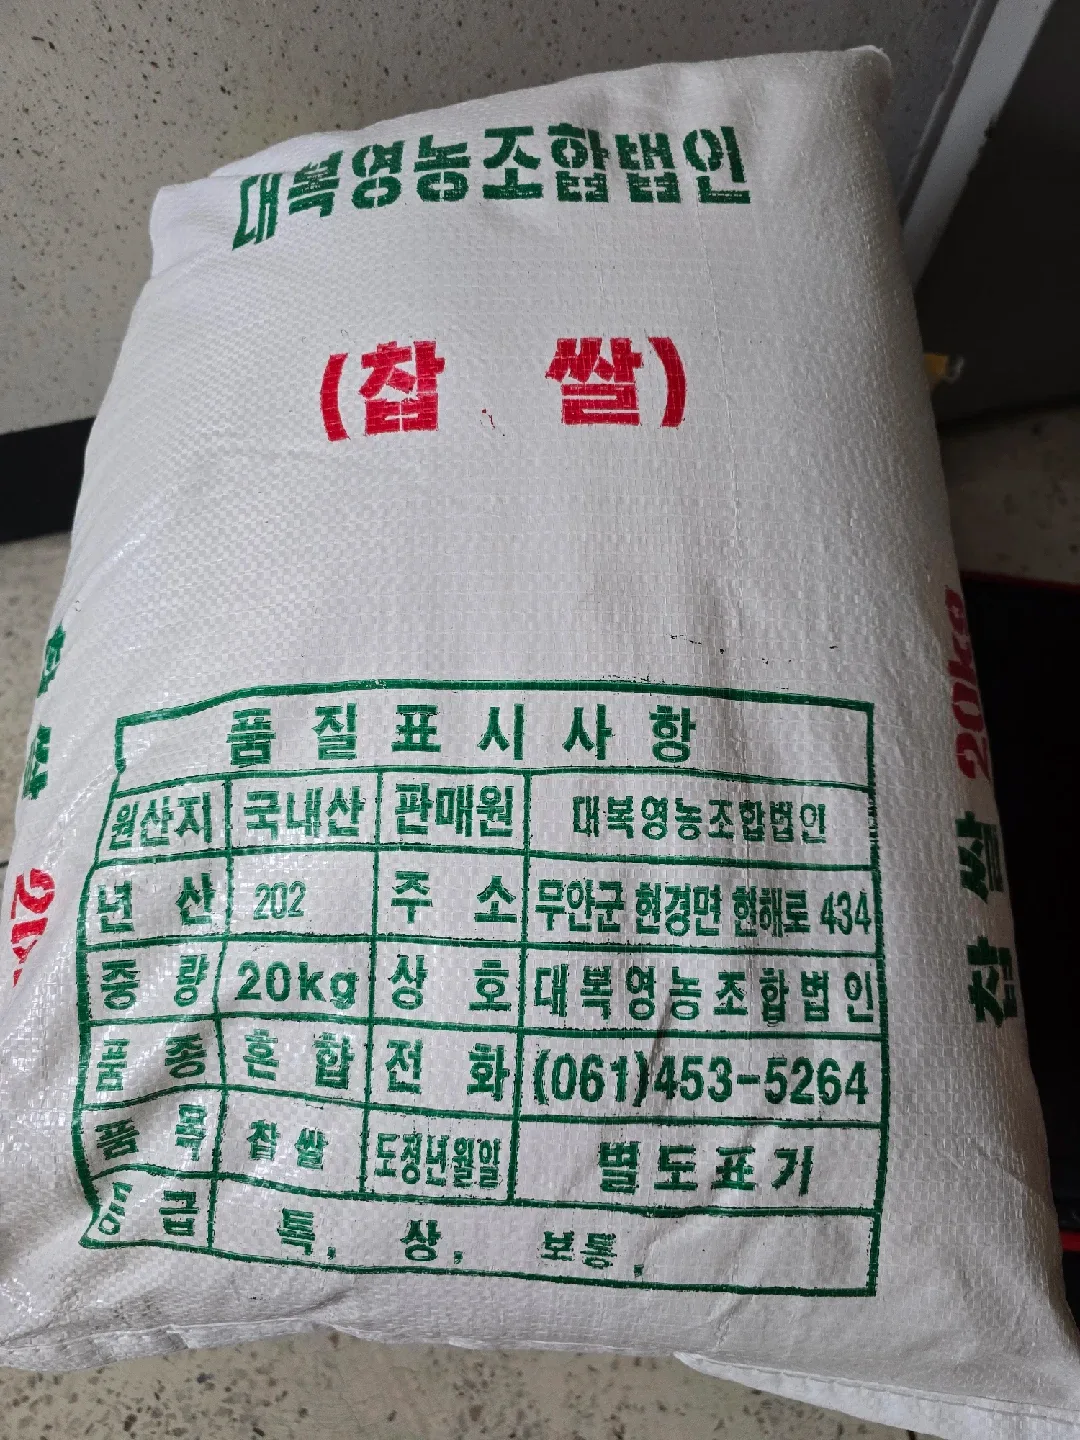 대복영농조합법인
(찹 쌀)
품 질 표 시 사 항
원산지 국내산 판매원 대복영농조합법인
년 산 202 주 소 무안군 현경면 현해로 434
중 량 20kg 상 호 대복영농조합법인
품 종 혼 합 전 화 (061)453-5264
품 목 찹쌀 도정년월일 별도표기
등 급 특, 상, 보통,
찹 쌀 20kg